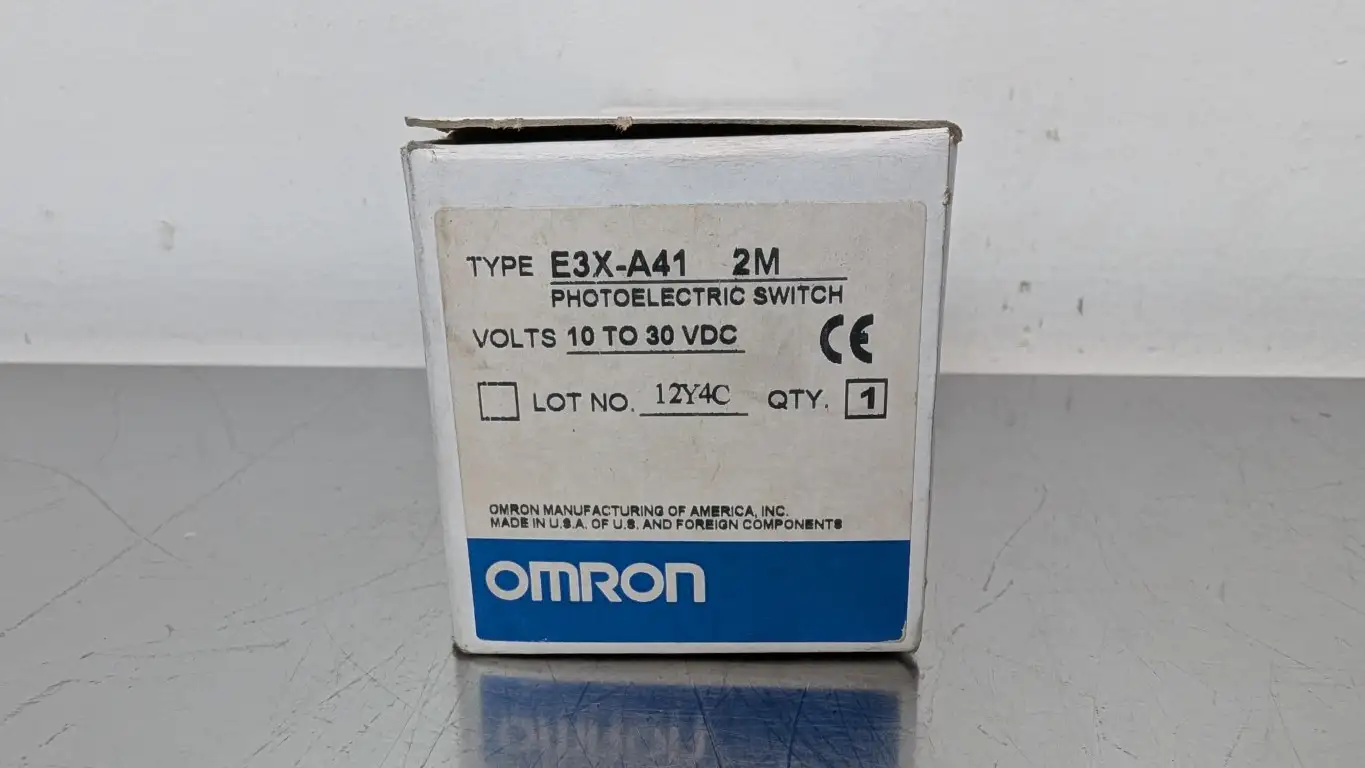 TYPE E3X-A41 2M
PHOTOELECTRIC SWITCH
VOLTS 10 TO 30 VDC CE
LOT NO. 12Y4C QTY. 1
OMRON MANUFACTURING OF AMERICA, INC.
MADE IN U.S.A. OF U.S. AND FOREIGN COMPONENTS
OMRON